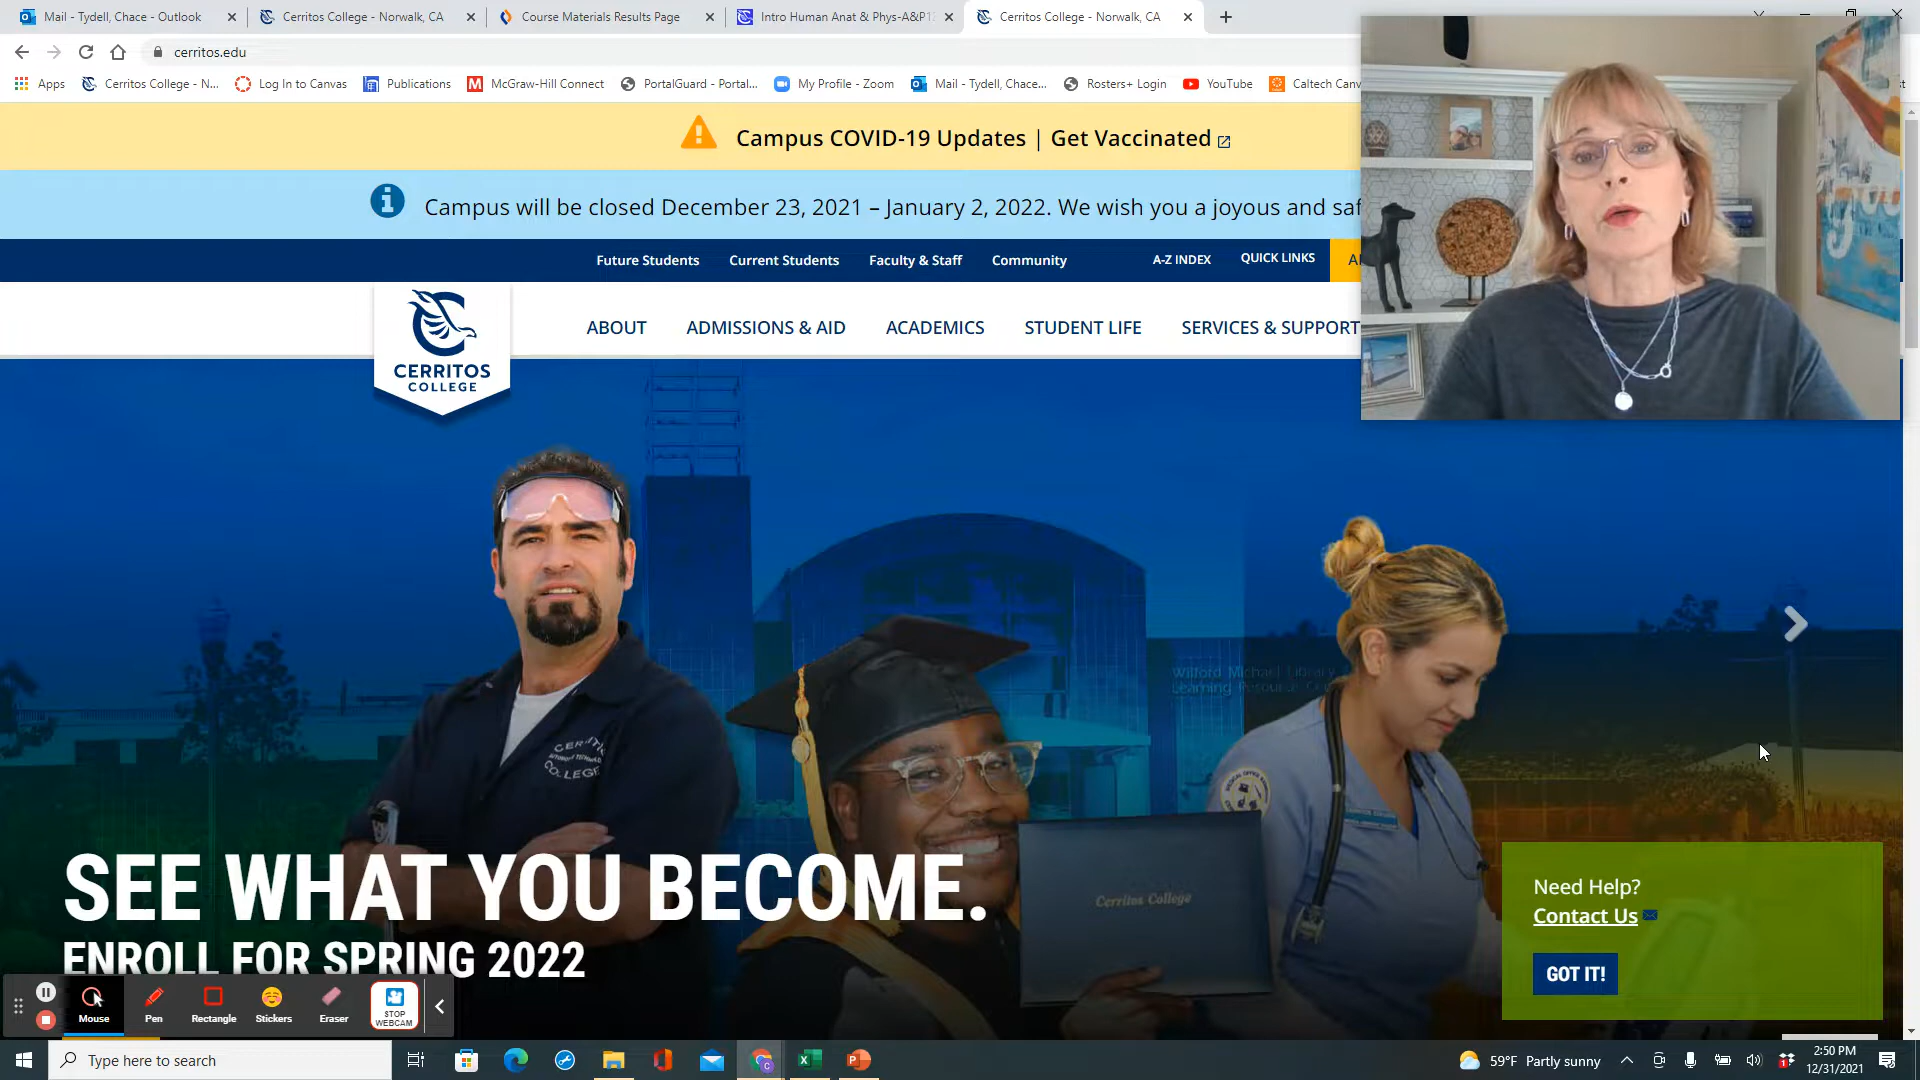 Mail - Tydell, Chace - Outlook
Cerritos College - Norwalk, CA
Course Materials Results Page
Intro Human Anat & Phys-A&P1
Cerritos College - Norwalk, CA
cerritos.edu
Apps
Cerritos College - N...
Log In to Canvas
Publications
McGraw-Hill Connect
PortalGuard - Portal...
My Profile - Zoom
Mail - Tydell, Chace...
Rosters+ Login
YouTube
Caltech Canv
Campus COVID-19 Updates | Get Vaccinated
Campus will be closed December 23, 2021 – January 2, 2022. We wish you a joyous and saf
Future Students
Current Students
Faculty & Staff
Community
A-Z INDEX
QUICK LINKS
CERRITOS
COLLEGE
ABOUT
ADMISSIONS & AID
ACADEMICS
STUDENT LIFE
SERVICES & SUPPORT
Wilford Michael Library
Learning Resource
COLLEGE
Cerritos College
SEE WHAT YOU BECOME.
ENROLL FOR SPRING 2022
Need Help?
Contact Us
GOT IT!
Mouse
Pen
Rectangle
Stickers
Eraser
STOP
WEBCAM
Type here to search
59°F Partly sunny
2:50 PM
12/31/2021